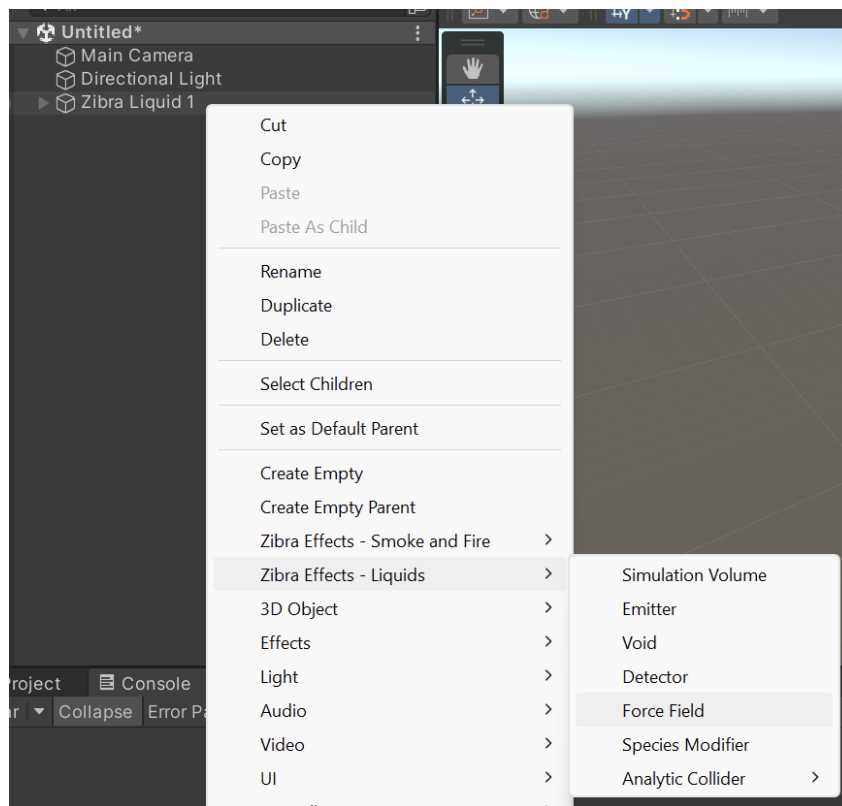 Untitled*
Main Camera
Directional Light
Zibra Liquid 1
Cut
Copy
Paste
Paste As Child
Rename
Duplicate
Delete
Select Children
Set as Default Parent
Create Empty
Create Empty Parent
Zibra Effects - Smoke and Fire
Zibra Effects - Liquids
3D Object
Effects
Light
Audio
Video
UI
Simulation Volume
Emitter
Void
Detector
Force Field
Species Modifier
Analytic Collider
Project Console
Collapse Error